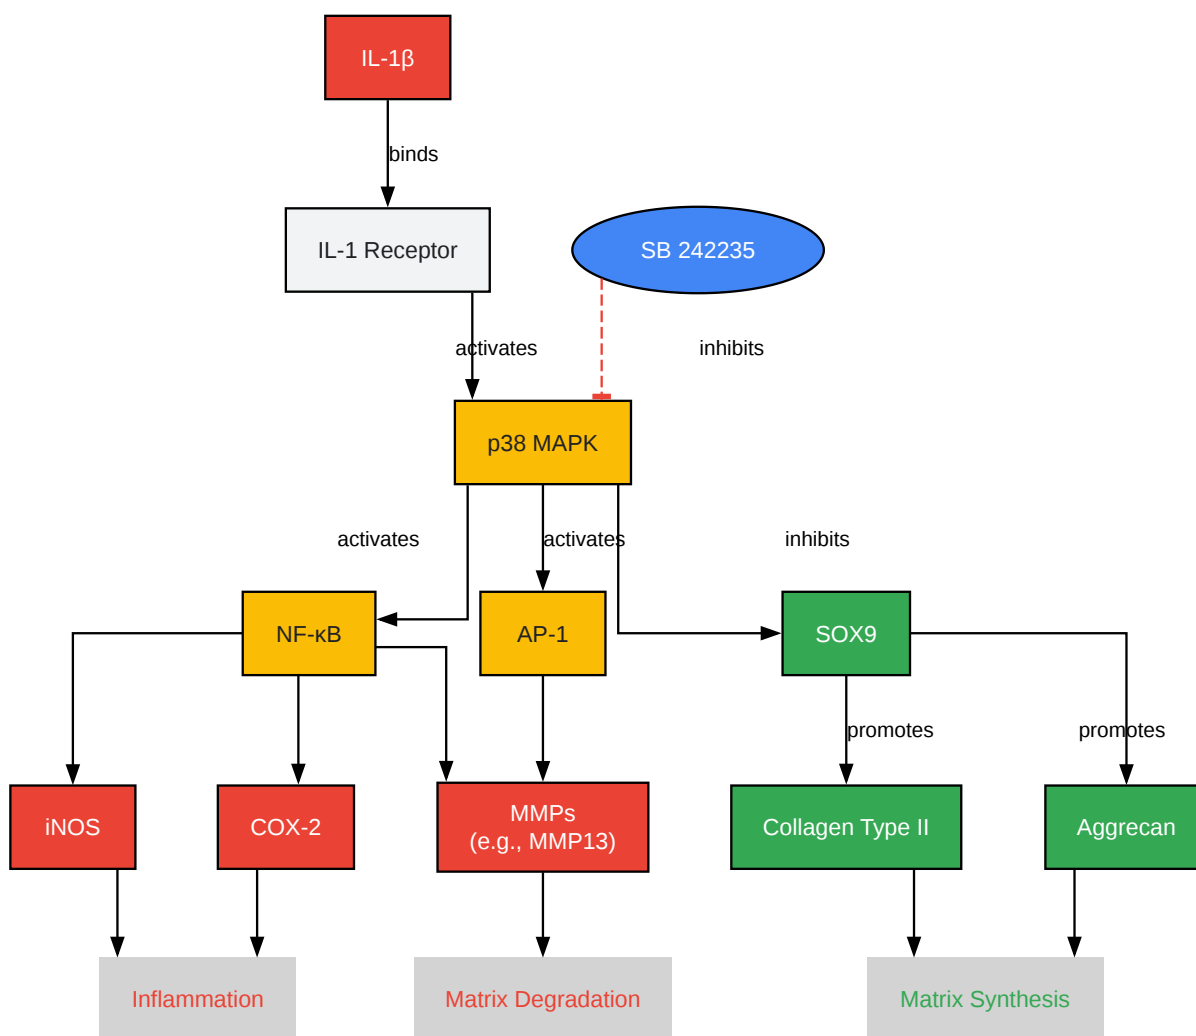 IL-1β
binds
IL-1 Receptor
SB 242235
activates
inhibits
p38 MAPK
activates
activates
inhibits
NF-κB
AP-1
SOX9
promotes
promotes
iNOS
COX-2
MMPs
(e.g., MMP13)
Collagen Type II
Aggrecan
Inflammation
Matrix Degradation
Matrix Synthesis